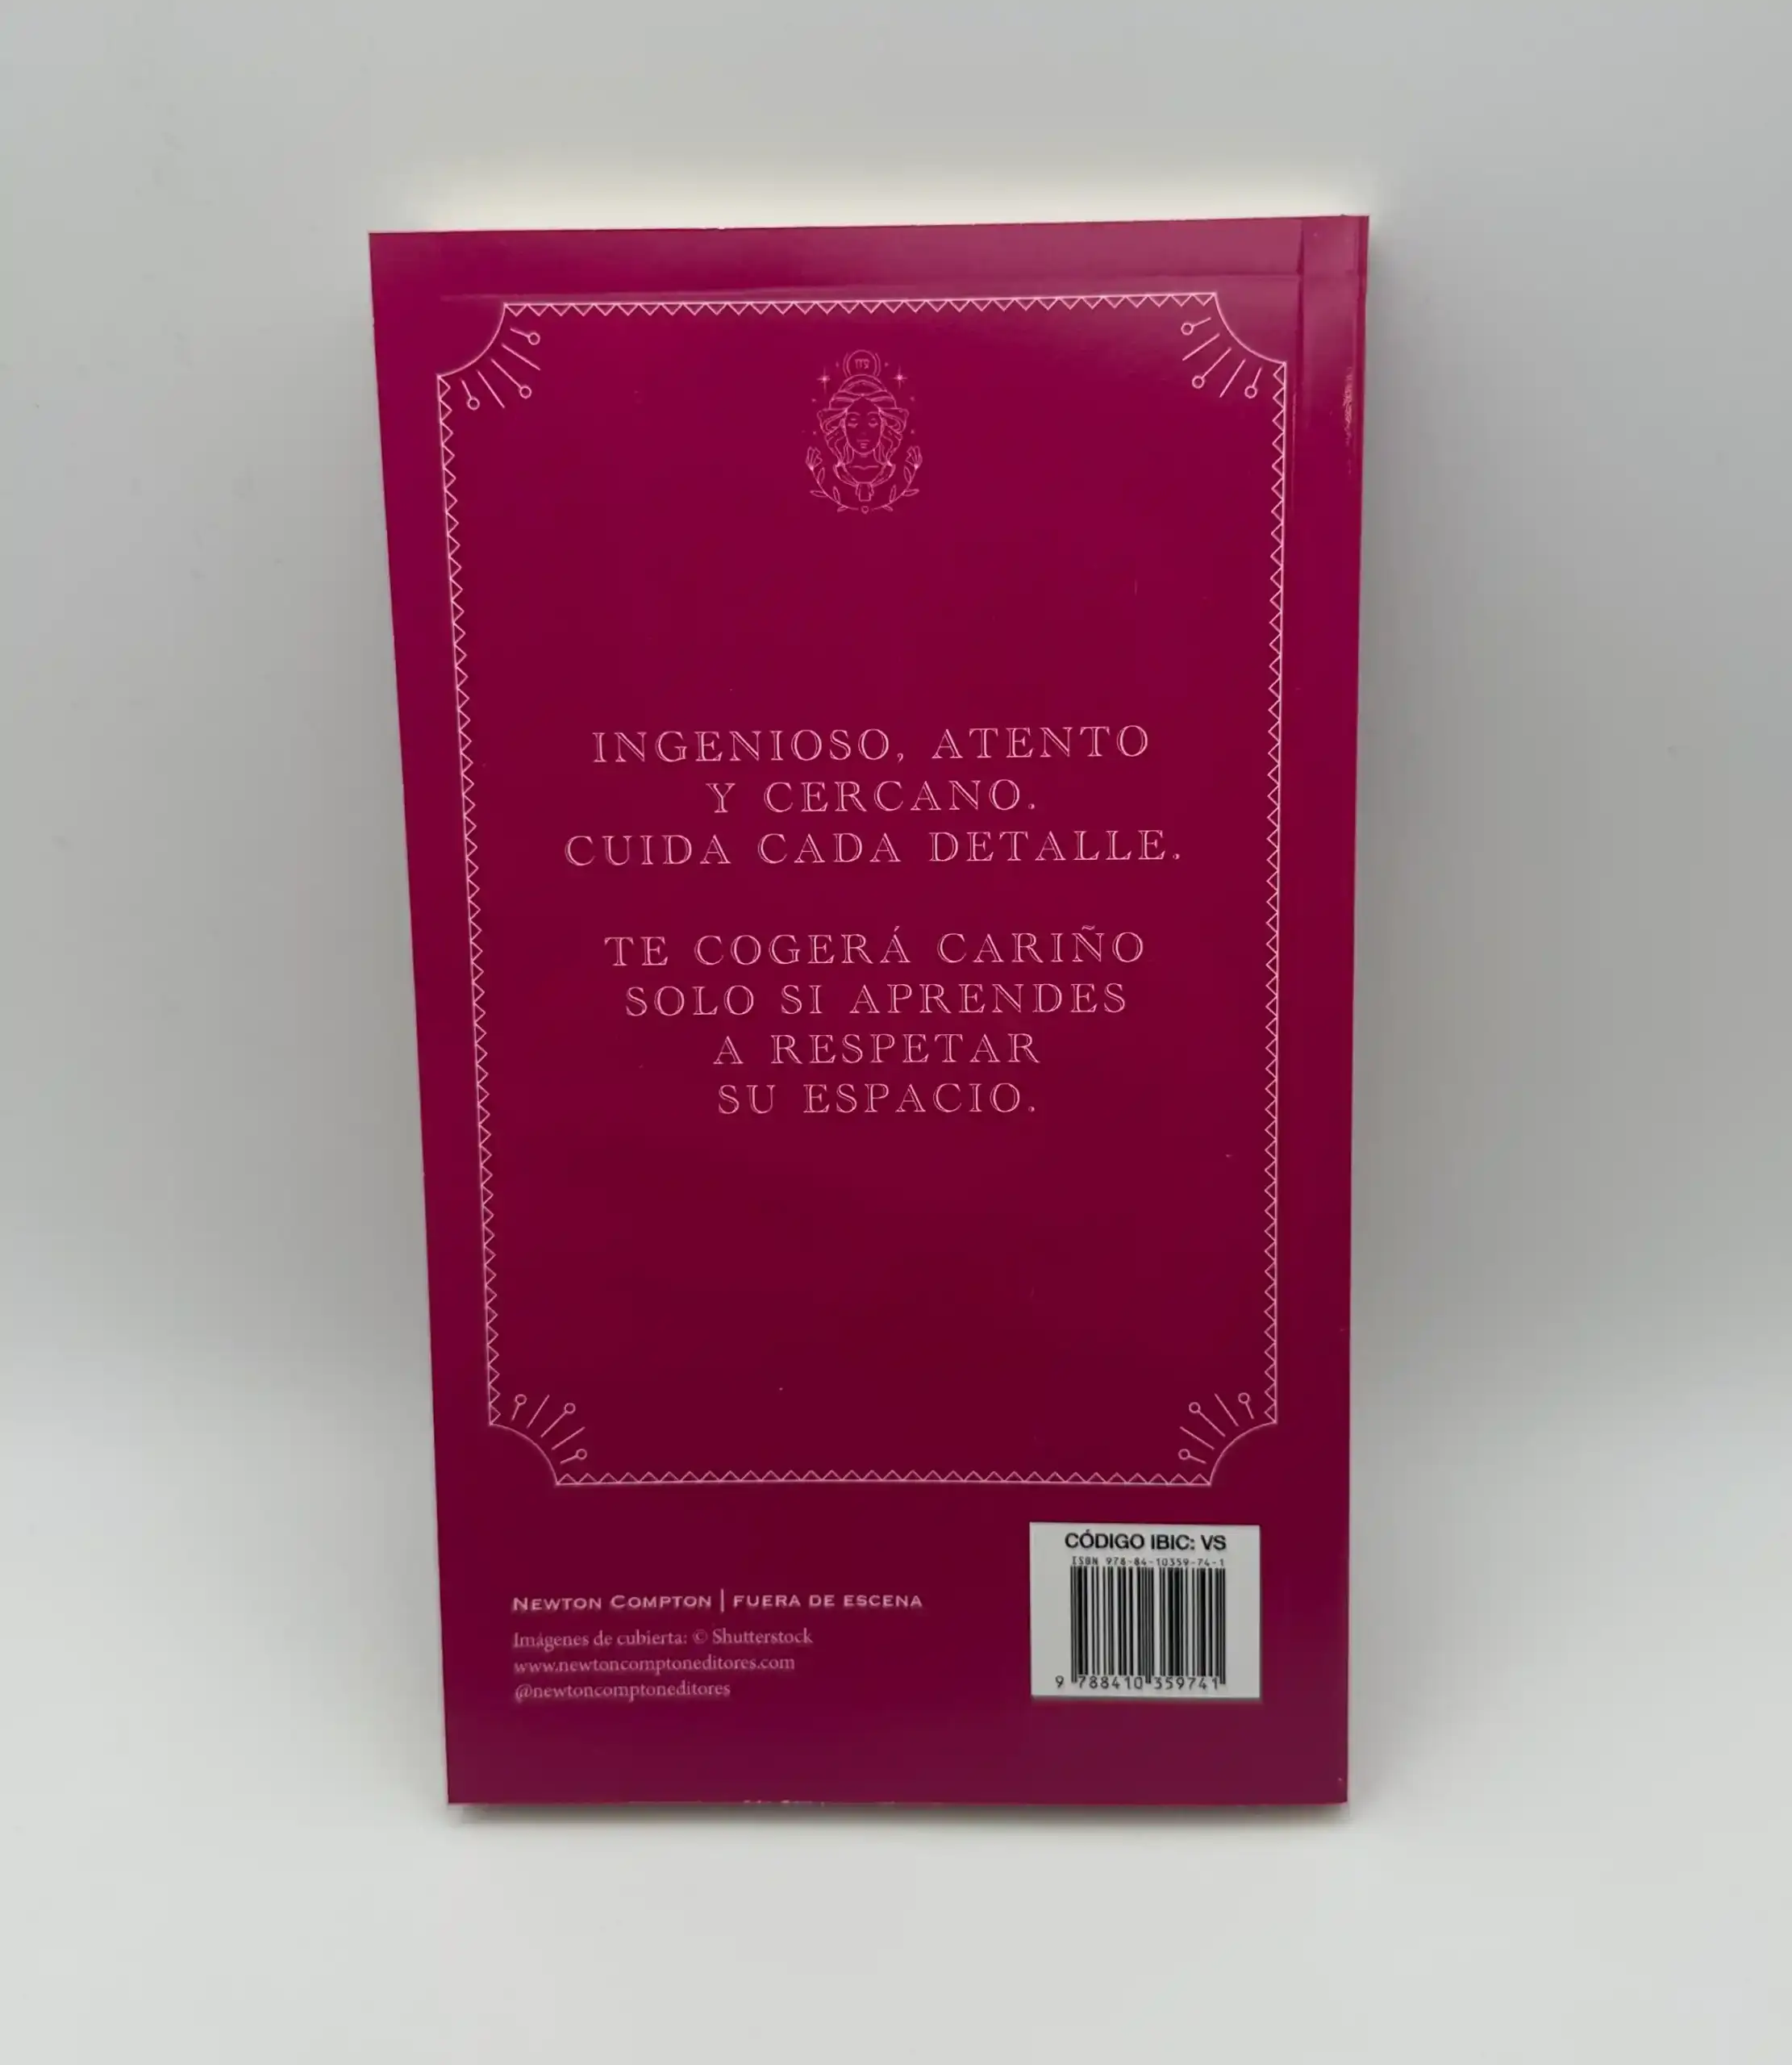 INGENIOSO, ATENTO
Y CERCANO.
CUIDA CADA DETALLE.
TE COGERÁ CARIÑO
SOLO SI APRENDES
A RESPETAR
SU ESPACIO.
NEWTON COMPTON | FUERA DE ESCENA
Imágenes de cubierta: © Shutterstock
www.newtoncomptoneditores.com
@newtoncomptoneditores
CÓDIGO IBIC: VS
ISBN 978-84-10359-74-1
9 788410 359741